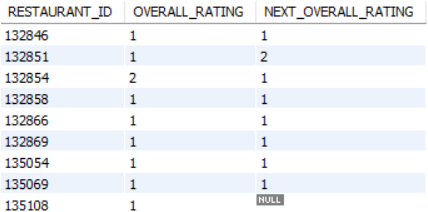 RESTAURANT_ID OVERALL_RATING NEXT_OVERALL_RATING
132846 1 1
132851 1 2
132854 2 1
132858 1 1
132866 1 1
132869 1 1
135054 1 1
135069 1 1
135108 1 NULL